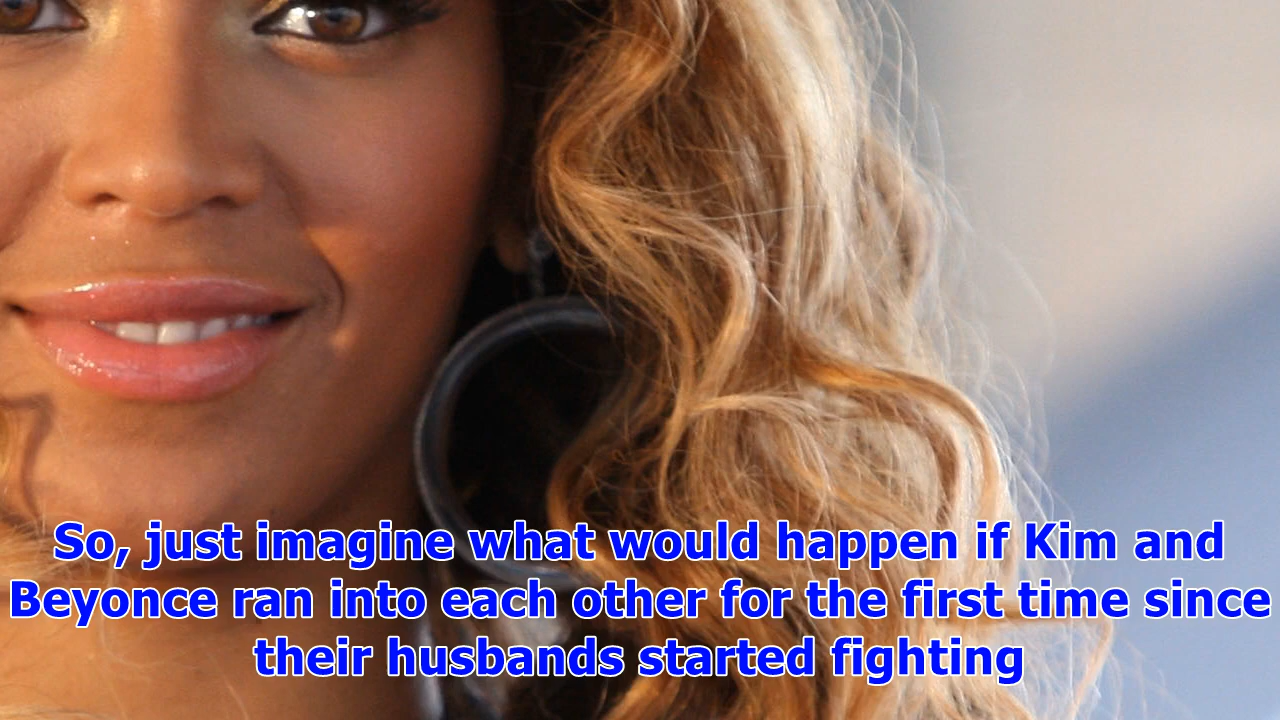 So, just imagine what would happen if Kim and
Beyonce ran into each other for the first time since
their husbands started fighting